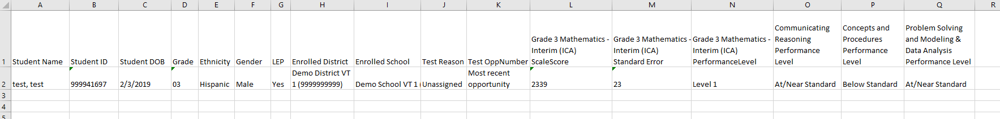 A B C D E F G H I J K L M N O P Q R
1 Student Name Student ID Student DOB Grade Ethnicity Gender LEP Enrolled District Enrolled School Test Reason Test OppNumber
Grade 3 Mathematics -
Interim (ICA)
ScaleScore
Grade 3 Mathematics -
Interim (ICA)
Standard Error
Grade 3 Mathematics -
Interim (ICA)
PerformanceLevel
Communicating
Reasoning
Performance
Level
Concepts and
Procedures
Performance
Level
Problem Solving
and Modeling &
Data Analysis
Performance Level
2 test, test 999941697 2/3/2019 03 Hispanic Male Yes
Demo District VT
1 (9999999999)
Demo School VT 1 ( Unassigned
Most recent
opportunity
2339 23 Level 1 At/Near Standard Below Standard At/Near Standard
3
4
5